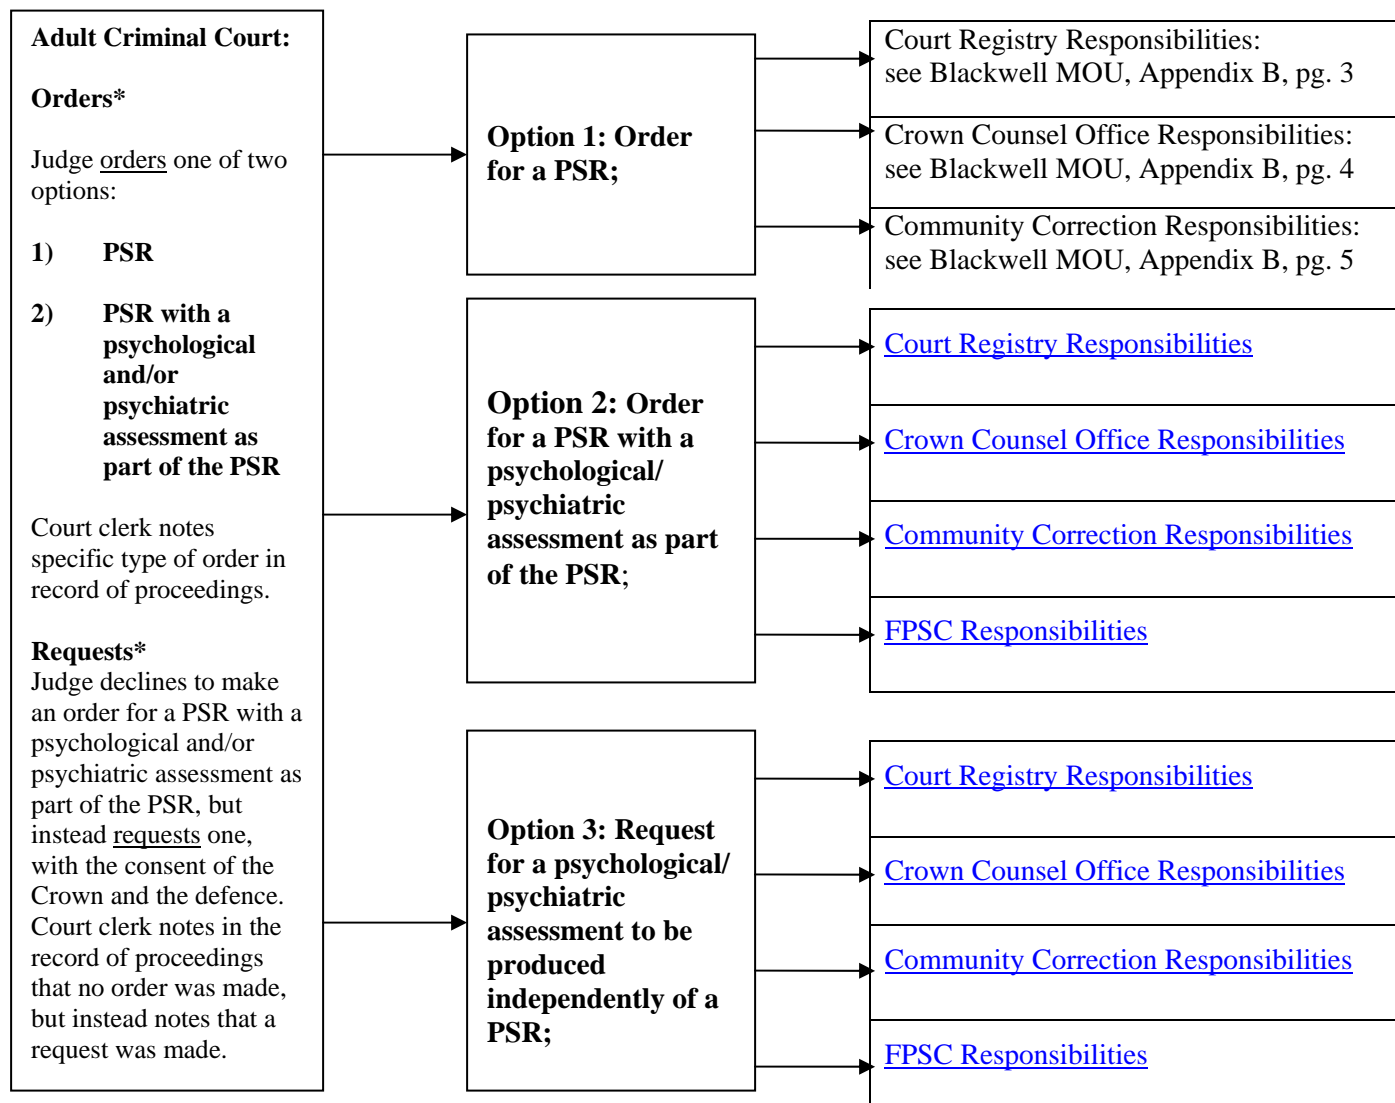 Adult Criminal Court:
Orders*
Judge orders one of two
options:
1) PSR
2) PSR with a
psychological
and/or
psychiatric
assessment as
part of the PSR
Court clerk notes
specific type of order in
record of proceedings.
Requests*
Judge declines to make
an order for a PSR with a
psychological and/or
psychiatric assessment as
part of the PSR, but
instead requests one,
with the consent of the
Crown and the defence.
Court clerk notes in the
record of proceedings
that no order was made,
but instead notes that a
request was made.
Option 1: Order
for a PSR;
Court Registry Responsibilities:
see Blackwell MOU, Appendix B, pg. 3
Crown Counsel Office Responsibilities:
see Blackwell MOU, Appendix B, pg. 4
Community Correction Responsibilities:
see Blackwell MOU, Appendix B, pg. 5
Option 2: Order
for a PSR with a
psychological/
psychiatric
assessment as part
of the PSR;
Court Registry Responsibilities
Crown Counsel Office Responsibilities
Community Correction Responsibilities
FPSC Responsibilities
Option 3: Request
for a psychological/
psychiatric
assessment to be
produced
independently of a
PSR;
Court Registry Responsibilities
Crown Counsel Office Responsibilities
Community Correction Responsibilities
FPSC Responsibilities